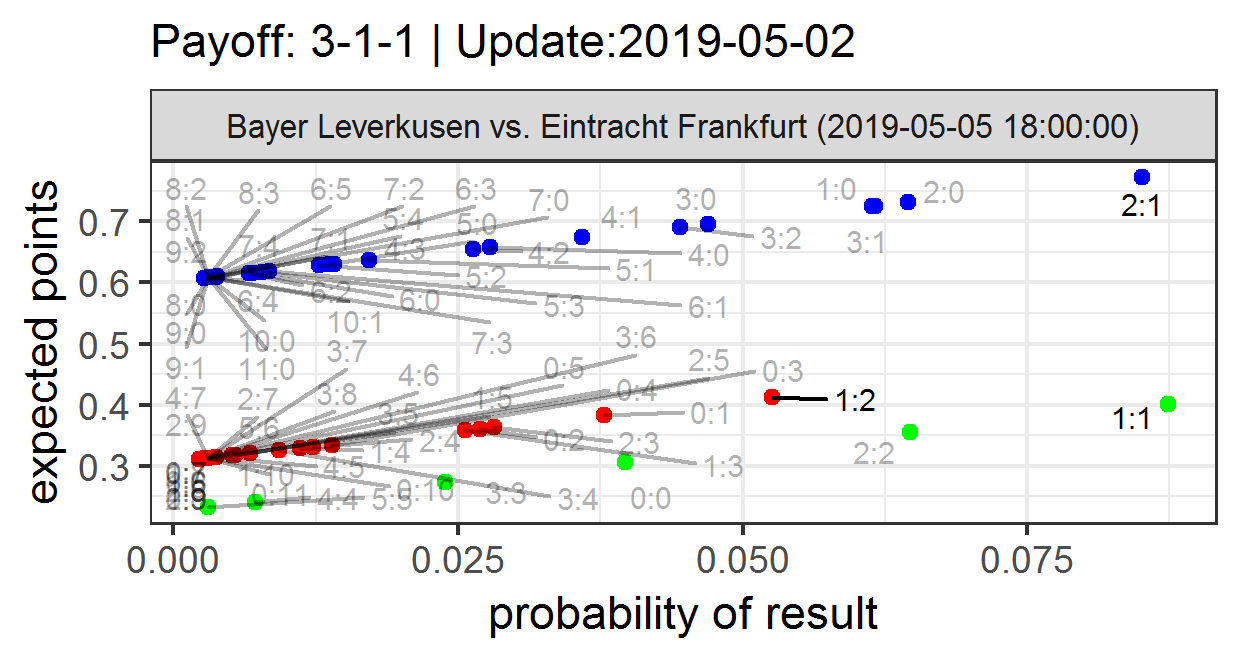 Payoff: 3-1-1 | Update:2019-05-02
Bayer Leverkusen vs. Eintracht Frankfurt (2019-05-05 18:00:00)
expected points
0.7
0.6
0.5
0.4
0.3
8:2 8:3 6:5 7:2 6:3 7:0 3:0 1:0 2:0
8:1 5:4 5:0 4:1 2:1
9:2 7:4 7:1 4:3 4:2 3:2 3:1
5:2 5:1 4:0
8:0 6:4 6:2 6:0 5:3 6:1
9:0 10:0 10:1 7:3 3:6
9:1 11:0 3:7 4:6 0:5 2:5 0:3
4:7 2:7 3:8 3:5 1:5 0:4 0:1 1:2 1:1
2:9 5:6 1:4 2:4 0:2 2:3 2:2
1:10 4:5 1:3
0:11 4:4 5:5 0:10 3:3 3:4 0:0
0.000
0.025
0.050
0.075
probability of result